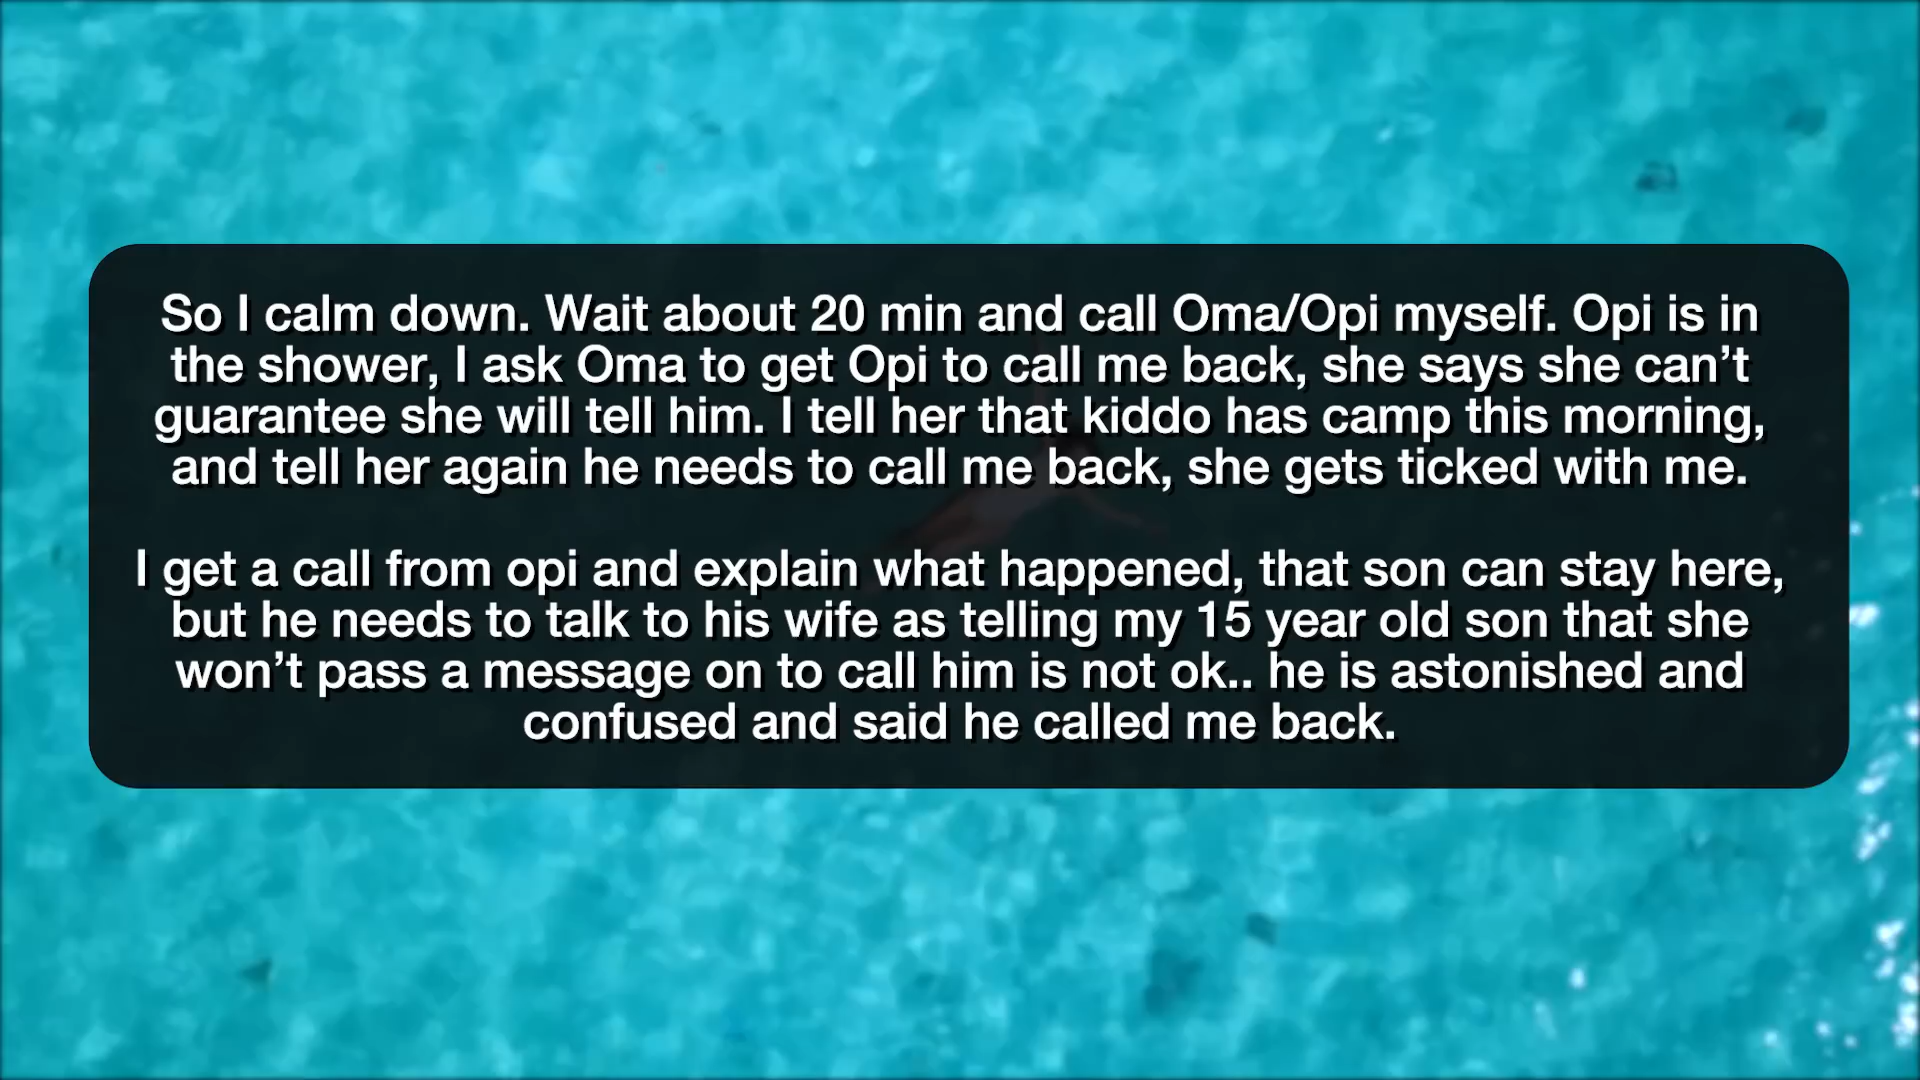 So I calm down. Wait about 20 min and call Oma/Opi myself. Opi is in
the shower, I ask Oma to get Opi to call me back, she says she can’t
guarantee she will tell him. I tell her that kiddo has camp this morning,
and tell her again he needs to call me back, she gets ticked with me.
I get a call from opi and explain what happened, that son can stay here,
but he needs to talk to his wife as telling my 15 year old son that she
won’t pass a message on to call him is not ok.. he is astonished and
confused and said he called me back.